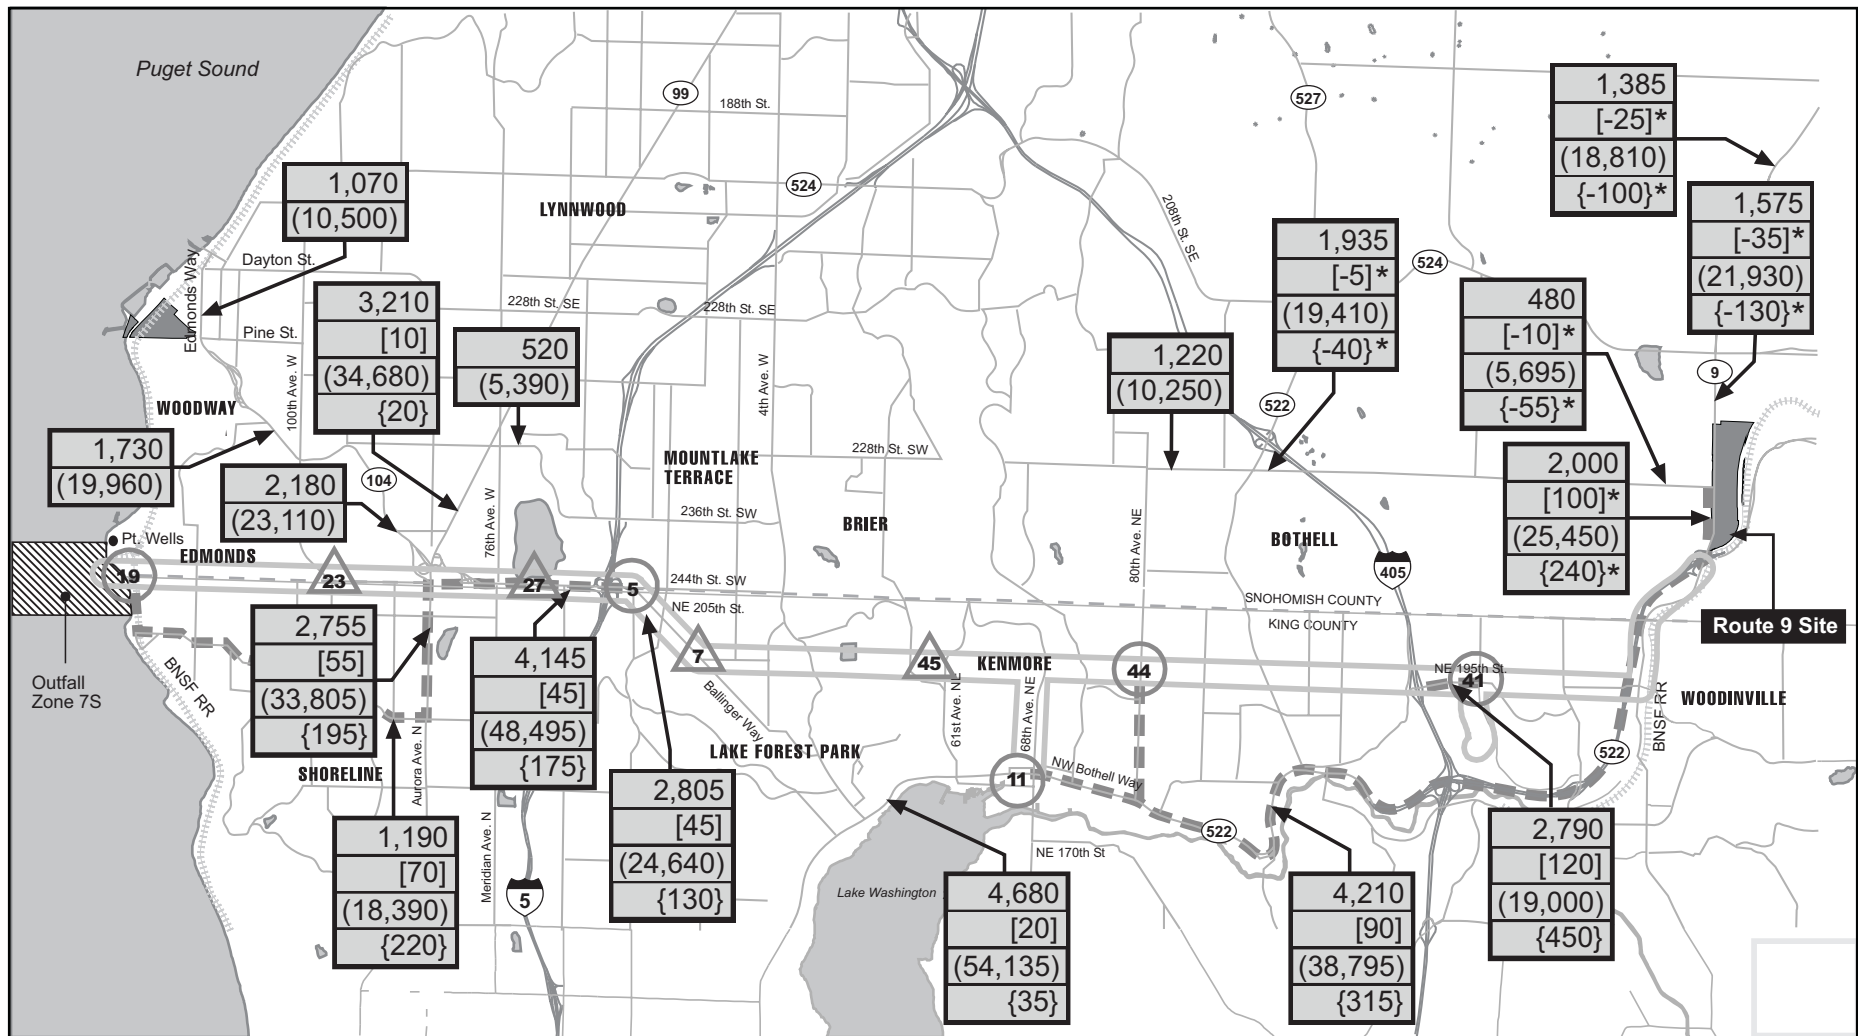 Puget Sound
99
188th St.
527
1,385
[-25]*
(18,810)
{-100}*
1,070
(10,500)
LYNNWOOD
524
208th St. SE
1,935
[-5]*
(19,410)
{-40}*
524
1,575
[-35]*
(21,930)
{-130}*
Edmonds Way
Dayton St.
Pine St.
3,210
[10]
(34,680)
{20}
228th St. SE
228th St. SE
520
(5,390)
480
[-10]*
(5,695)
{-55}*
1,220
(10,250)
9
WOODWAY
100th Ave. W
4th Ave. W
522
1,730
(19,960)
2,180
(23,110)
104
MOUNTLAKE
TERRACE
228th St. SW
2,000
[100]*
(25,450)
{240}*
76th Ave. W
236th St. SW
BRIER
80th Ave. NE
BOTHELL
405
Pt. Wells
EDMONDS
19
23
27
5
244th St. SW
NE 205th St.
SNOHOMISH COUNTY
KING COUNTY
Route 9 Site
2,755
[55]
(33,805)
{195}
4,145
[45]
(48,495)
{175}
7
45
KENMORE
44
NE 195th St.
41
WOODINVILLE
Outfall
Zone 7S
BNSF RR
Ballinger Way
61st Ave. NE
68th Ave. NE
BNSF RR
SHORELINE
Aurora Ave. N
LAKE FOREST PARK
11
NW Bothell Way
522
522
2,805
[45]
(24,640)
{130}
1,190
[70]
(18,390)
{220}
Meridian Ave. N
5
NE 170th St
Lake Washington
4,680
[20]
(54,135)
{35}
4,210
[90]
(38,795)
{315}
2,790
[120]
(19,000)
{450}